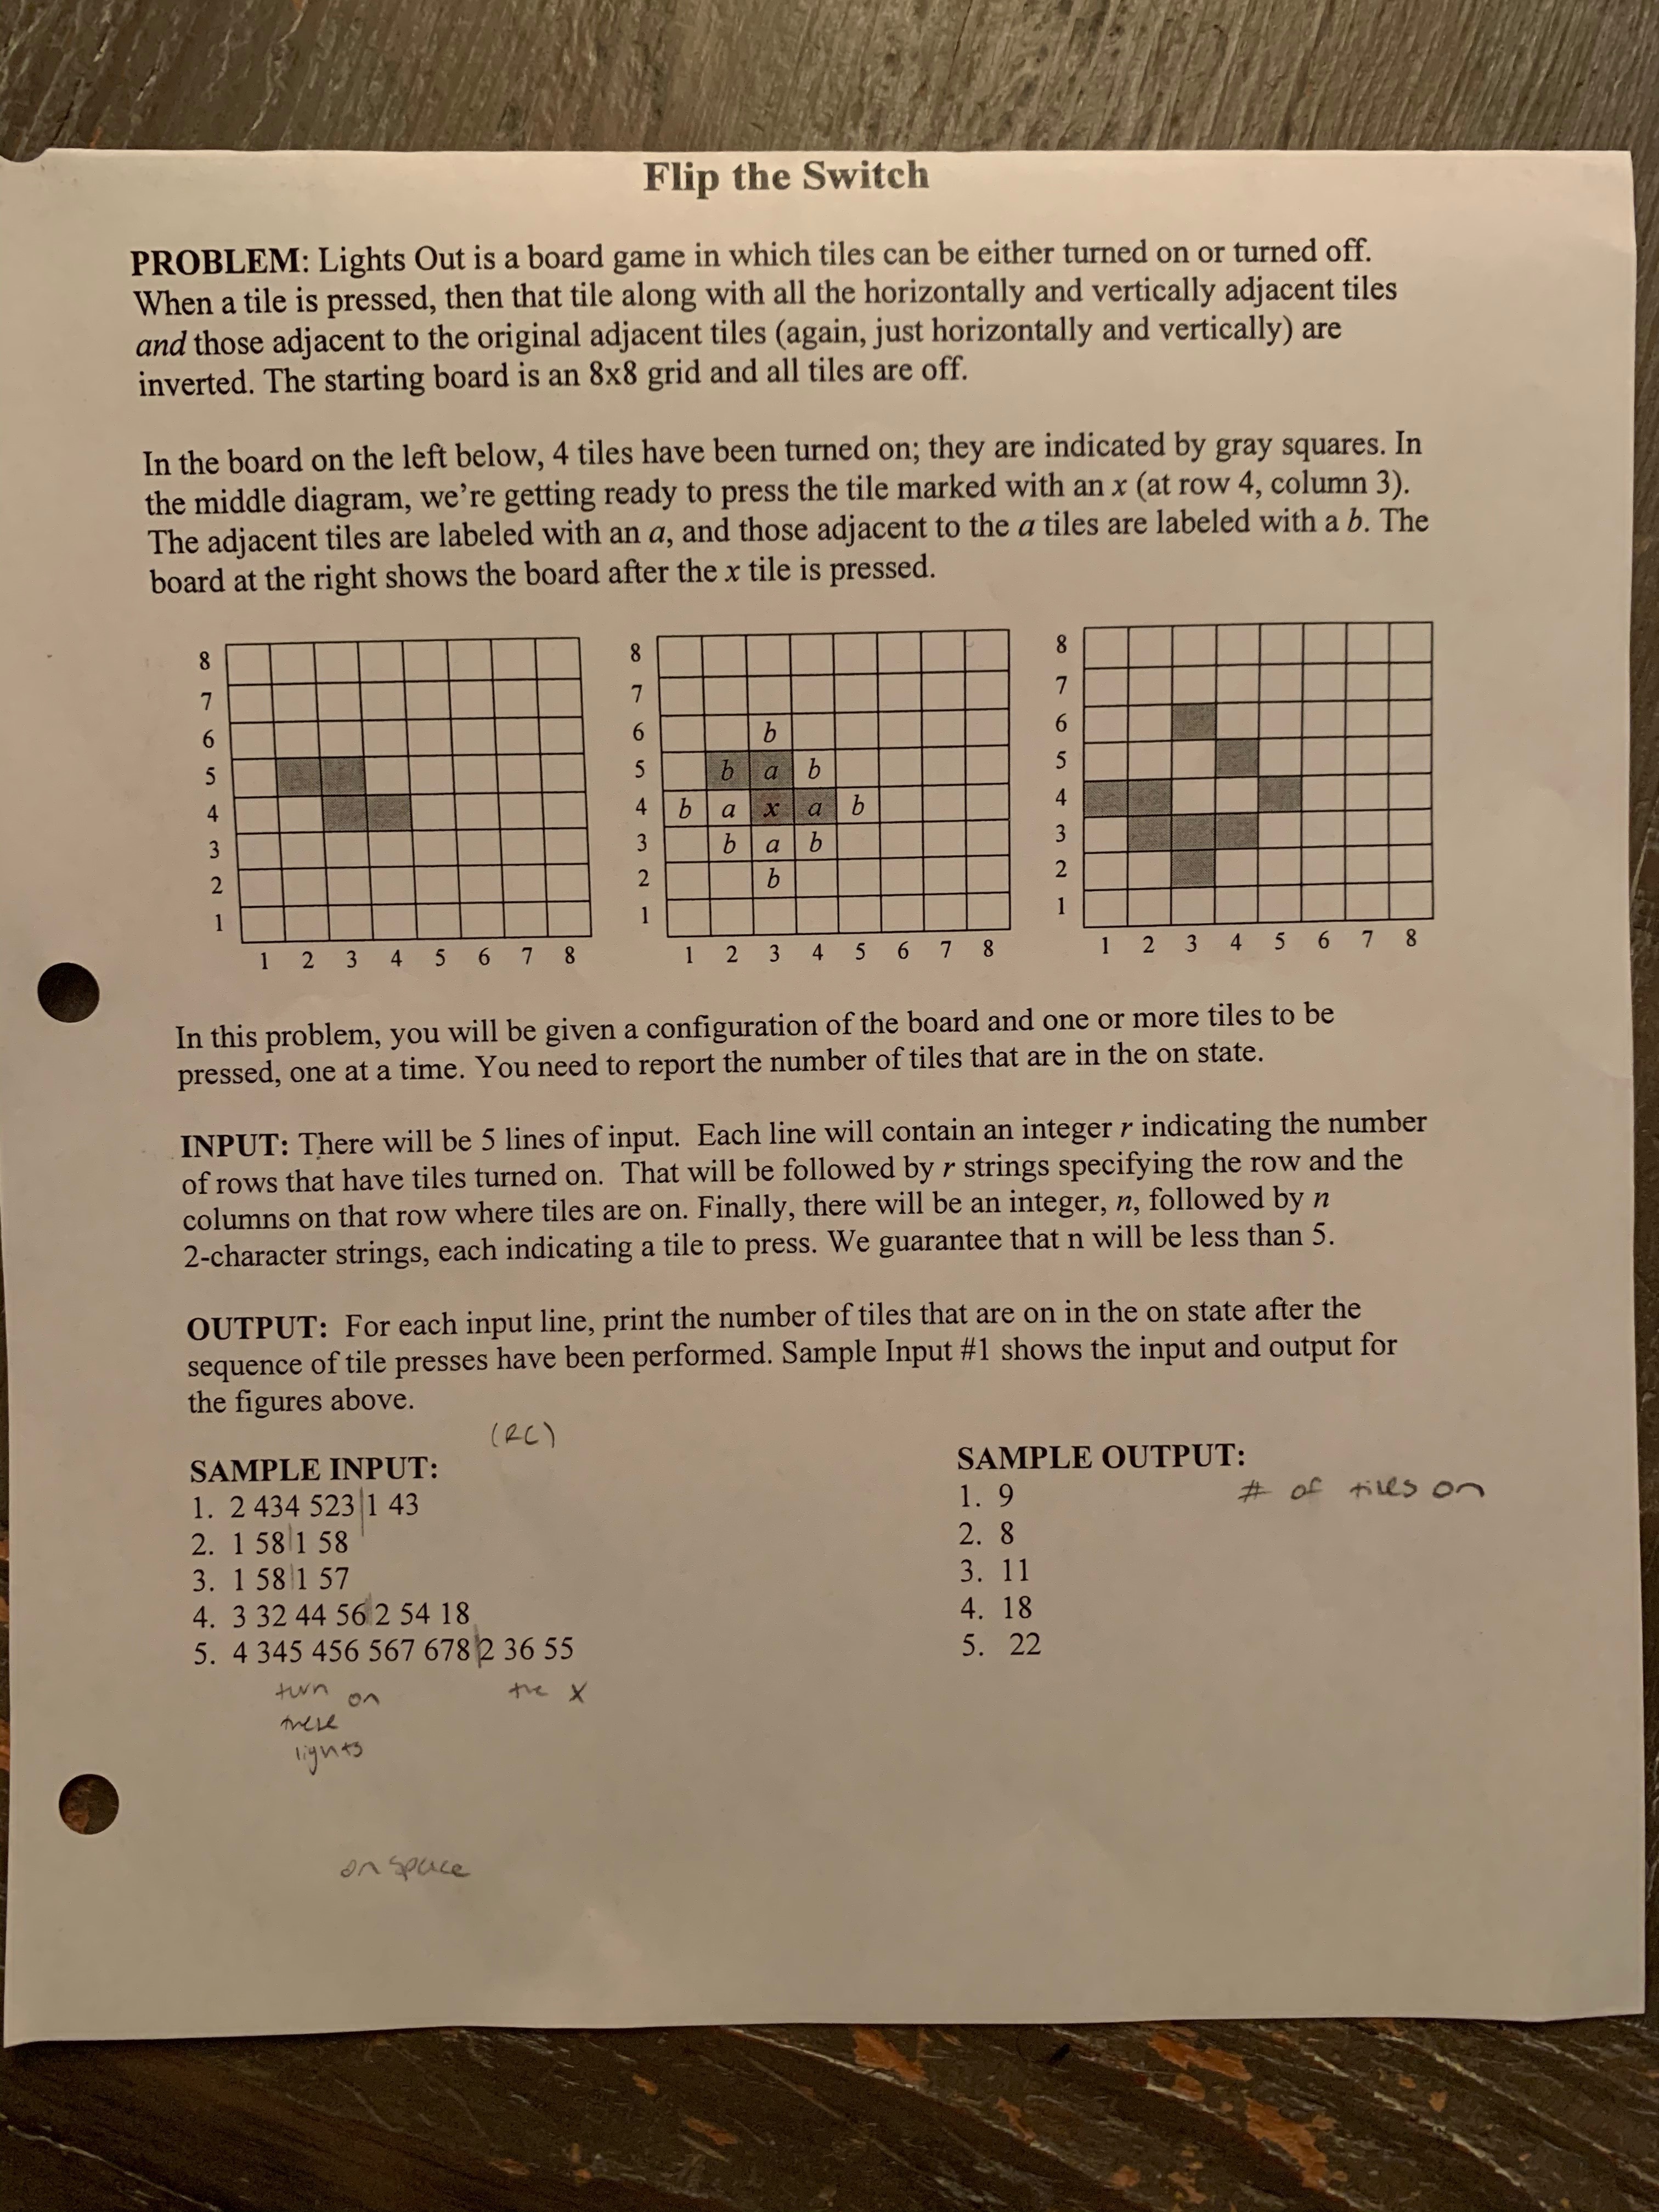 Flip the Switch
PROBLEM: Lights Out is a board game in which tiles can be either turned on or turned off.
When a tile is pressed, then that tile along with all the horizontally and vertically adjacent tiles
and those adjacent to the original adjacent tiles (again, just horizontally and vertically) are
inverted. The starting board is an 8x8 grid and all tiles are off.
In the board on the left below, 4 tiles have been turned on; they are indicated by gray squares. In
the middle diagram, we're getting ready to press the tile marked with an x (at row 4, column 3).
The adjacent tiles are labeled with an a, and those adjacent to the a tiles are labeled with a b. The
board at the right shows the board after the x tile is pressed.
8
7
6
5
4
3
2
1
1 2 3 4 5 6 7 8
8
7
6 b
5 b a b
4 b a x a b
3 b a b
2 b
1
1 2 3 4 5 6 7 8
8
7
6
5
4
3
2
1
1 2 3 4 5 6 7 8
In this problem, you will be given a configuration of the board and one or more tiles to be
pressed, one at a time. You need to report the number of tiles that are in the on state.
INPUT: There will be 5 lines of input. Each line will contain an integer r indicating the number
of rows that have tiles turned on. That will be followed by r strings specifying the row and the
columns on that row where tiles are on. Finally, there will be an integer, n, followed by n
2-character strings, each indicating a tile to press. We guarantee that n will be less than 5.
OUTPUT: For each input line, print the number of tiles that are on in the on state after the
sequence of tile presses have been performed. Sample Input #1 shows the input and output for
the figures above.
(RC)
SAMPLE INPUT:
1. 2 434 523 1 43
2. 1 58 1 58
3. 1 58 1 57
4. 3 32 44 56 2 54 18
5. 4 345 456 567 678 2 36 55
turn on
these
lights
the X
on space
SAMPLE OUTPUT:
1. 9
# of tiles on
2. 8
3. 11
4. 18
5. 22